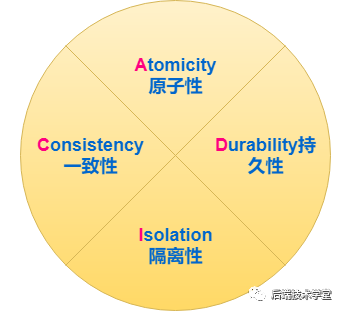 Atomicity
原子性
Consistency
一致性
Durability持
久性
Isolation
隔离性
后端技术学堂